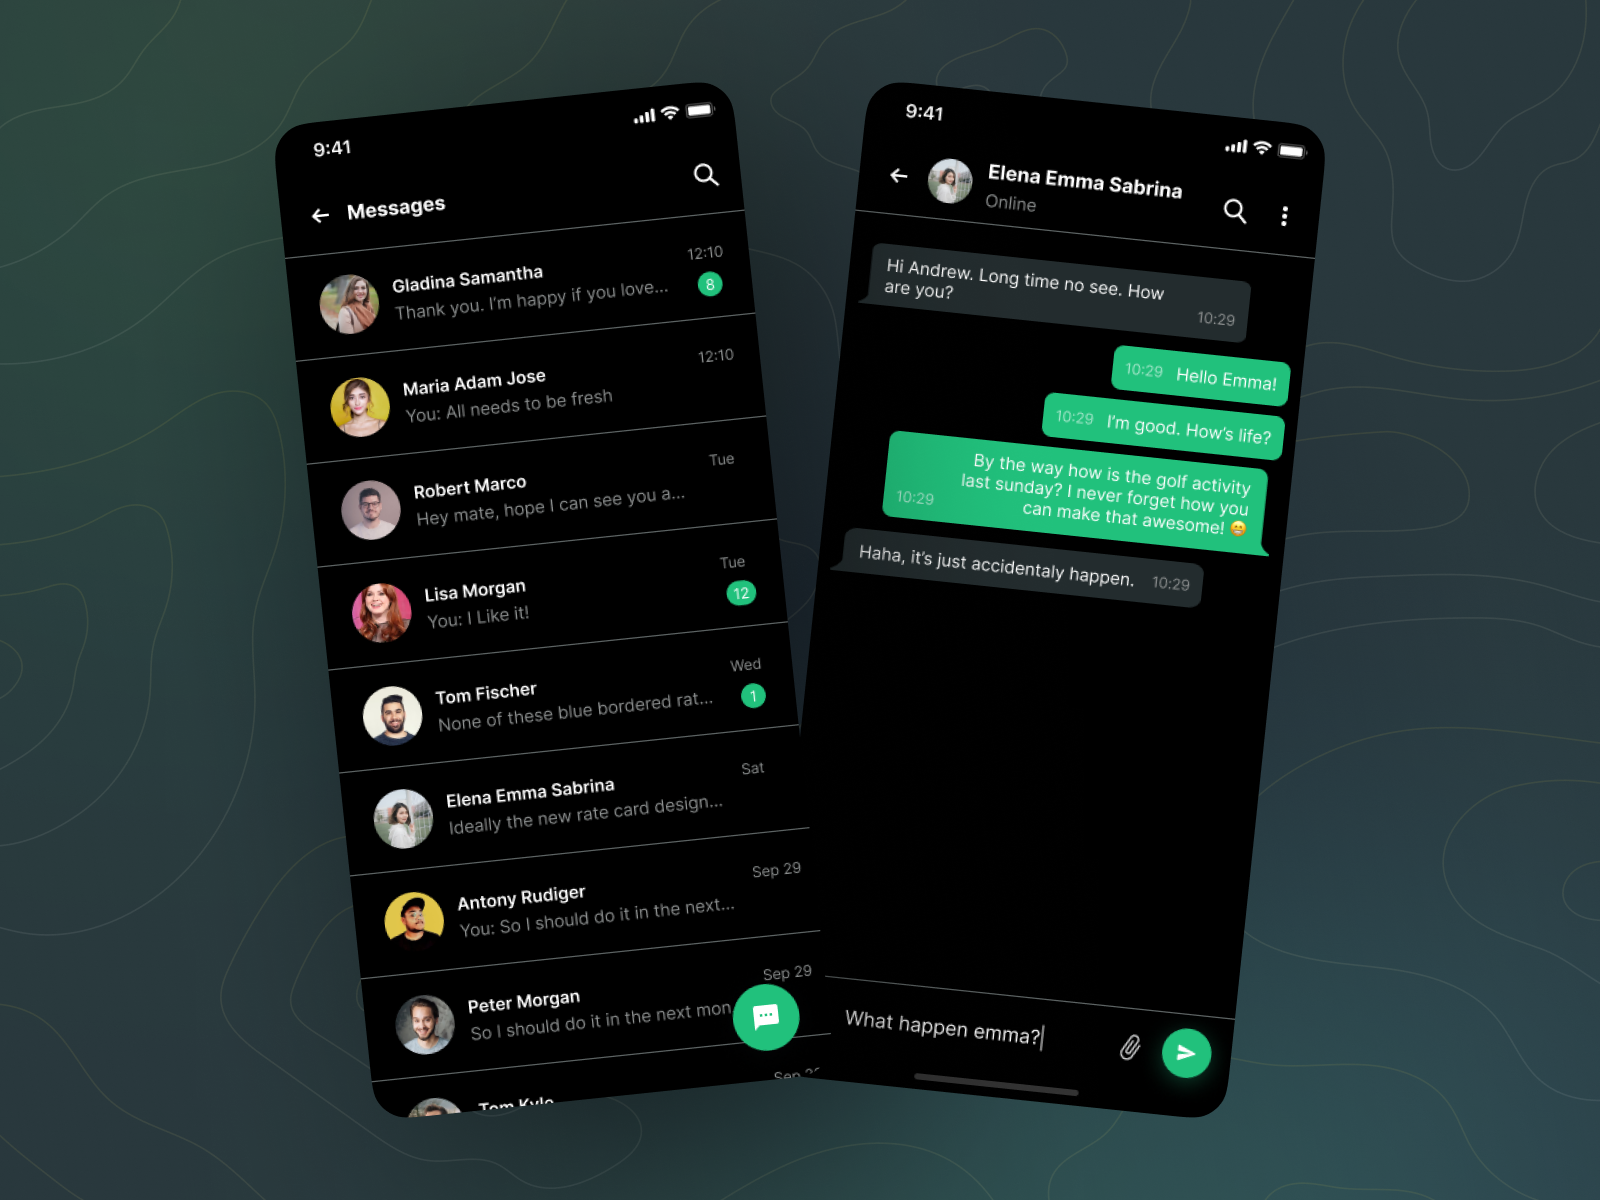 9:41
Messages
Gladina Samantha
12:10
Thank you. I'm happy if you love...
8
Maria Adam Jose
12:10
You: All needs to be fresh
Robert Marco
Tue
Hey mate, hope I can see you a...
Lisa Morgan
Tue
You: I Like it!
12
Tom Fischer
Wed
None of these blue bordered rat...
1
Elena Emma Sabrina
Sat
Ideally the new rate card design...
Antony Rudiger
Sep 29
You: So I should do it in the next...
Peter Morgan
Sep 29
So I should do it in the next mon
Tom Kyle
Sep
9:41
Elena Emma Sabrina
Online
Hi Andrew. Long time no see. How
are you?
10:29
10:29 Hello Emma!
10:29 I'm good. How's life?
By the way how is the golf activity
last sunday? I never forget how you
can make that awesome! 😁
10:29
Haha, it's just accidentaly happen. 10:29
What happen emma?